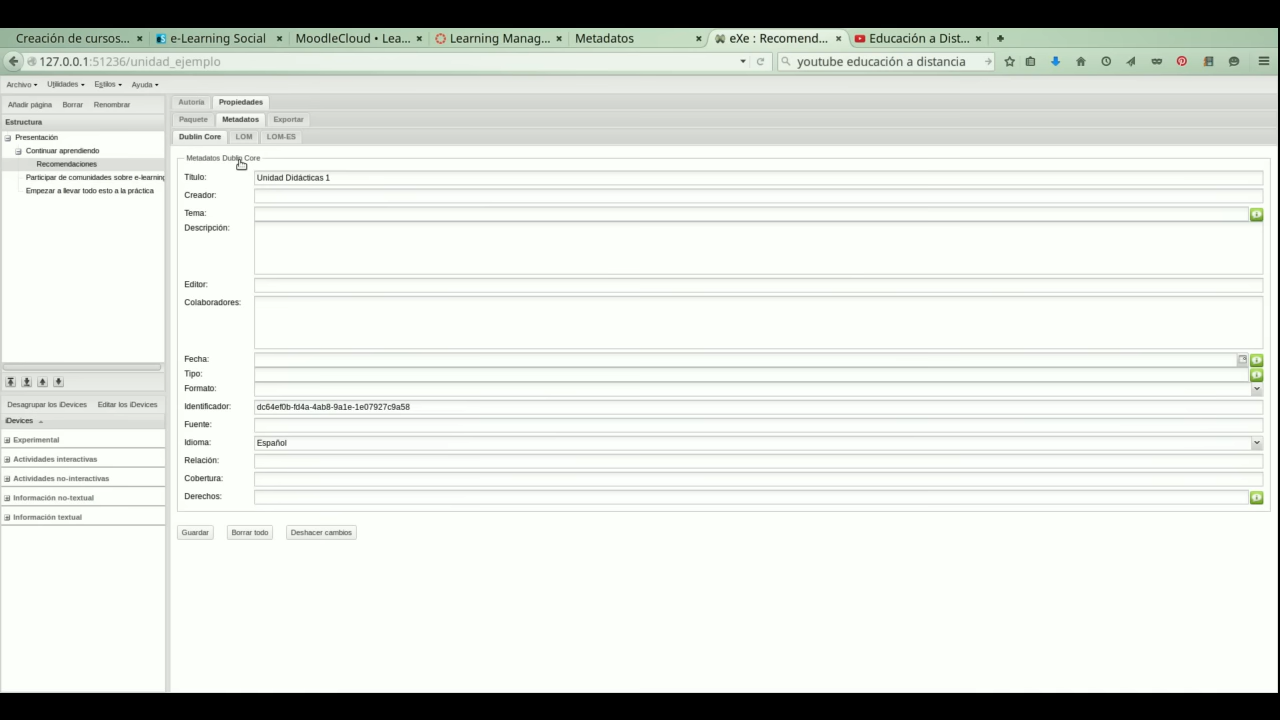 Creación de cursos...
e-Learning Social
MoodleCloud • Lea...
Learning Manag...
Metadatos
eXe : Recomend...
Educación a Dist...
127.0.0.1:51236/unidad_ejemplo
youtube educación a distancia
Archivo Utilidades Estilos Ayuda
Añadir página Borrar Renombrar
Estructura
Presentación
Continuar aprendiendo
Recomendaciones
Participar de comunidades sobre e-learning
Empezar a llevar todo esto a la práctica
Desagrupar los iDevices Editar los iDevices
iDevices
Experimental
Actividades interactivas
Actividades no-interactivas
Información no-textual
Información textual
Autoría Propiedades
Paquete Metadatos Exportar
Dublin Core LOM LOM-ES
Metadatos Dublin Core
Título: Unidad Didácticas 1
Creador:
Tema:
Descripción:
Editor:
Colaboradores:
Fecha:
Tipo:
Formato:
Identificador: dc64ef0b-fd4a-4ab8-9a1e-1e07927c9a58
Fuente:
Idioma: Español
Relación:
Cobertura:
Derechos:
Guardar Borrar todo Deshacer cambios